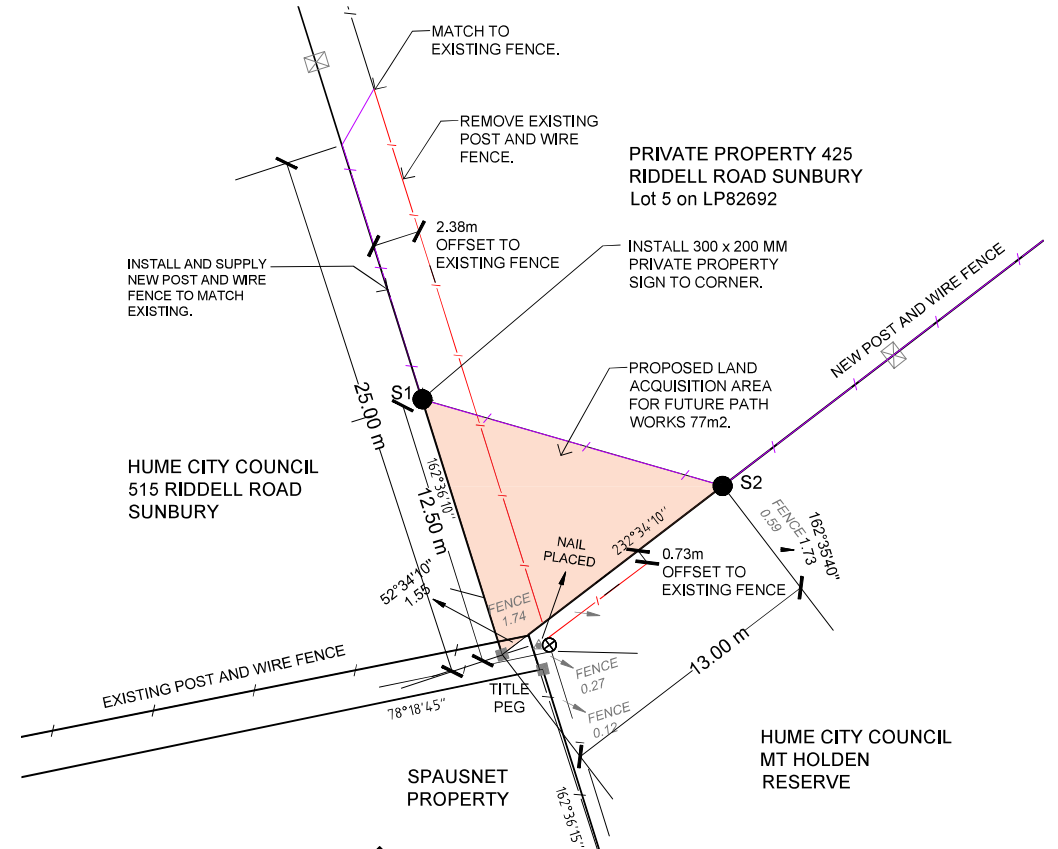 MATCH TO
EXISTING FENCE.
REMOVE EXISTING
POST AND WIRE
FENCE.
PRIVATE PROPERTY 425
RIDDELL ROAD SUNBURY
Lot 5 on LP82692
2.38m
OFFSET TO
EXISTING FENCE
INSTALL 300 x 200 MM
PRIVATE PROPERTY
SIGN TO CORNER.
INSTALL AND SUPPLY
NEW POST AND WIRE
FENCE TO MATCH
EXISTING.
NEW POST AND WIRE FENCE
PROPOSED LAND
ACQUISITION AREA
FOR FUTURE PATH
WORKS 77m2.
S1
25.00 m
162°36'10"
12.50 m
HUME CITY COUNCIL
515 RIDDELL ROAD
SUNBURY
S2
FENCE
0.59
1.73
162°35'40"
NAIL
PLACED
232°34'10"
0.73m
OFFSET TO
EXISTING FENCE
52°34'10"
1.55
FENCE
1.74
13.00 m
EXISTING POST AND WIRE FENCE
78°18'45"
TITLE
PEG
FENCE
0.27
FENCE
0.12
SPAUSNET
PROPERTY
162°36'15"
HUME CITY COUNCIL
MT HOLDEN
RESERVE